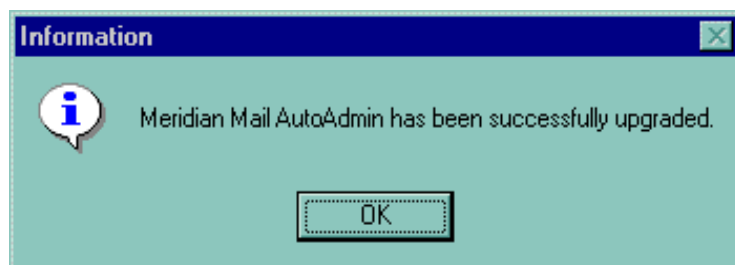 Information
Meridian Mail AutoAdmin has been successfully upgraded.
OK